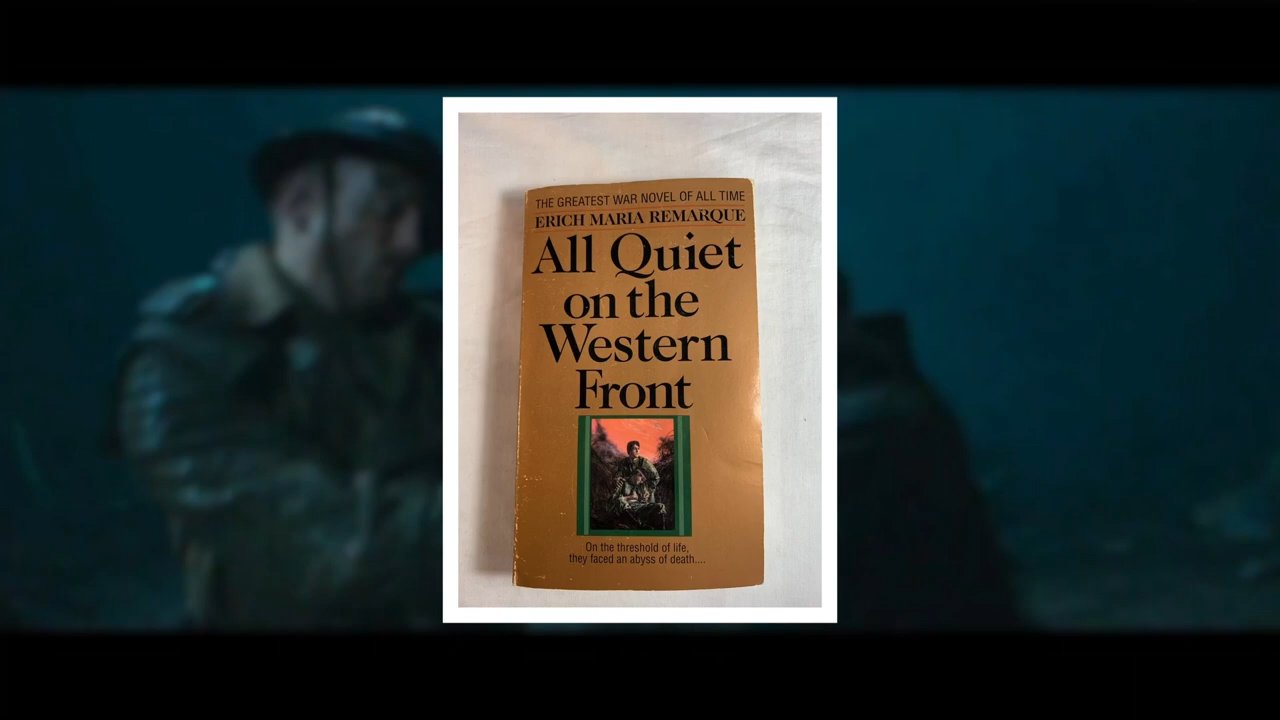 THE GREATEST WAR NOVEL OF ALL TIME
ERICH MARIA REMARQUE
All Quiet
on the
Western
Front
On the threshold of life,
they faced an abyss of death....